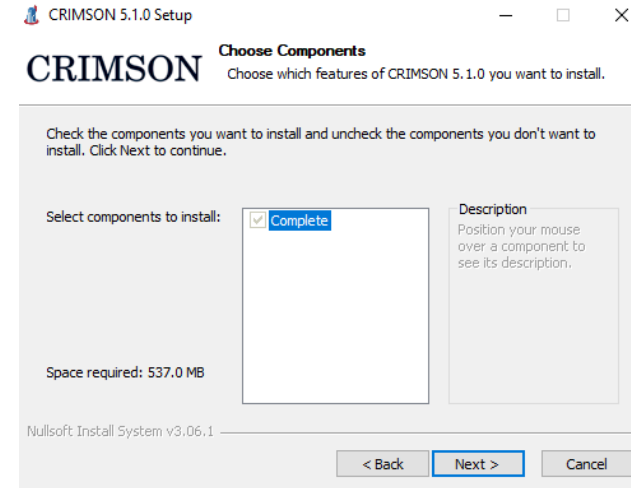 CRIMSON 5.1.0 Setup
CRIMSON
Choose Components
Choose which features of CRIMSON 5.1.0 you want to install.
Check the components you want to install and uncheck the components you don't want to
install. Click Next to continue.
Select components to install:
Complete
Description
Position your mouse
over a component to
see its description.
Space required: 537.0 MB
Nullsoft Install System v3.06.1
< Back
Next >
Cancel